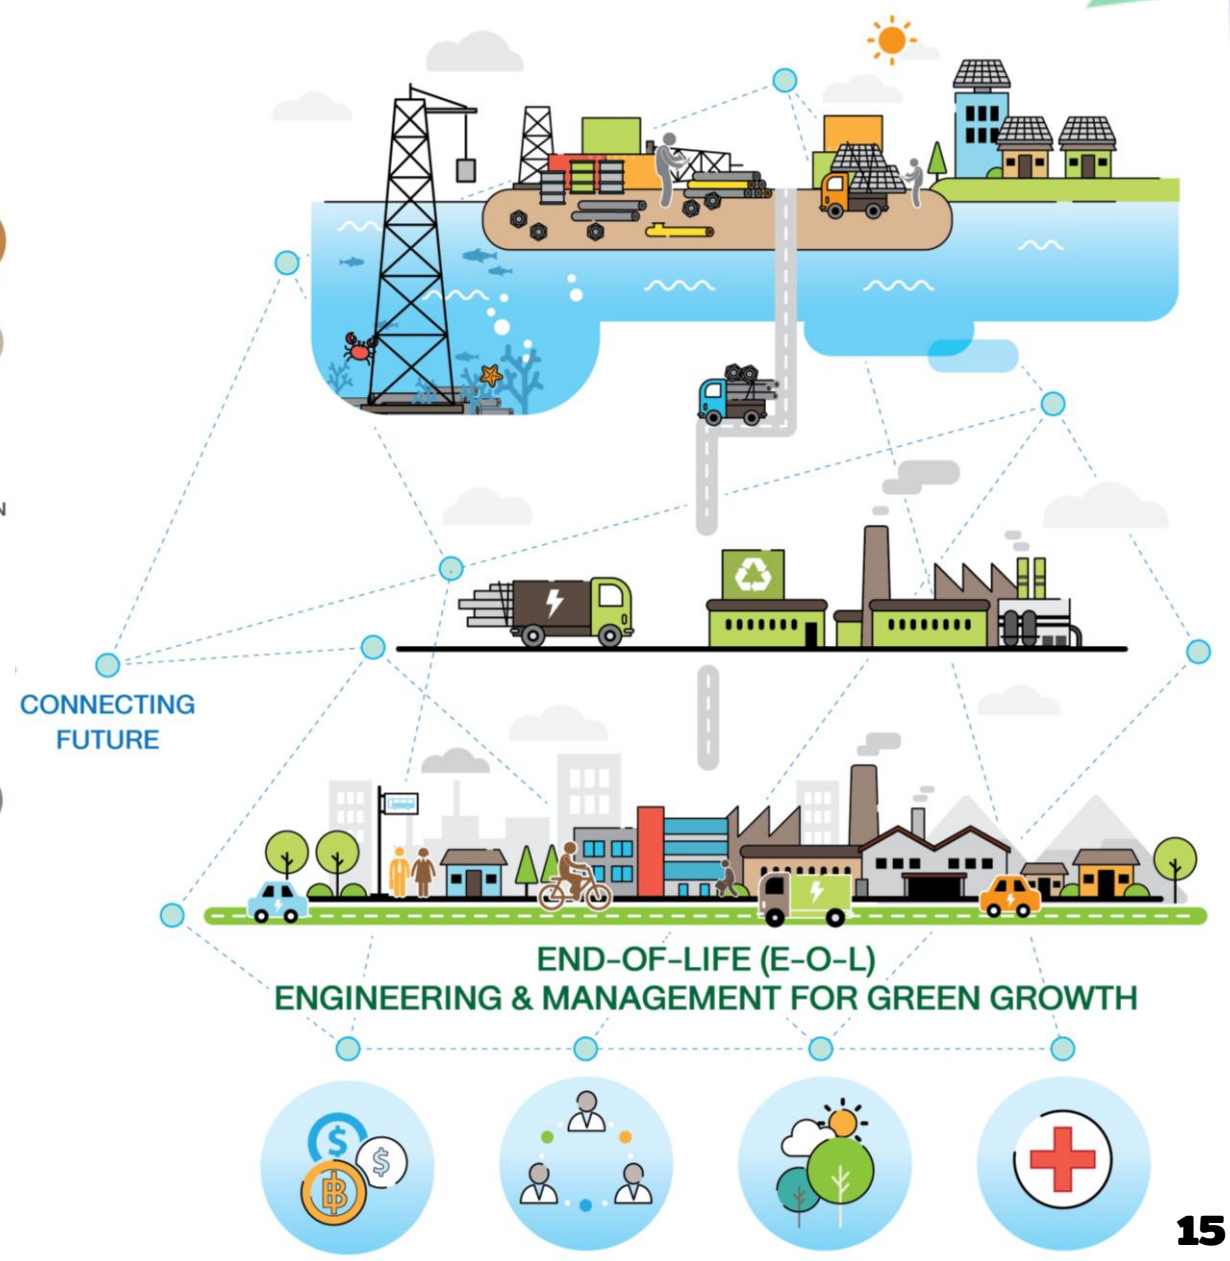 N
CONNECTING
FUTURE
END-OF-LIFE (E-O-L)
ENGINEERING & MANAGEMENT FOR GREEN GROWTH
$
$
฿
15